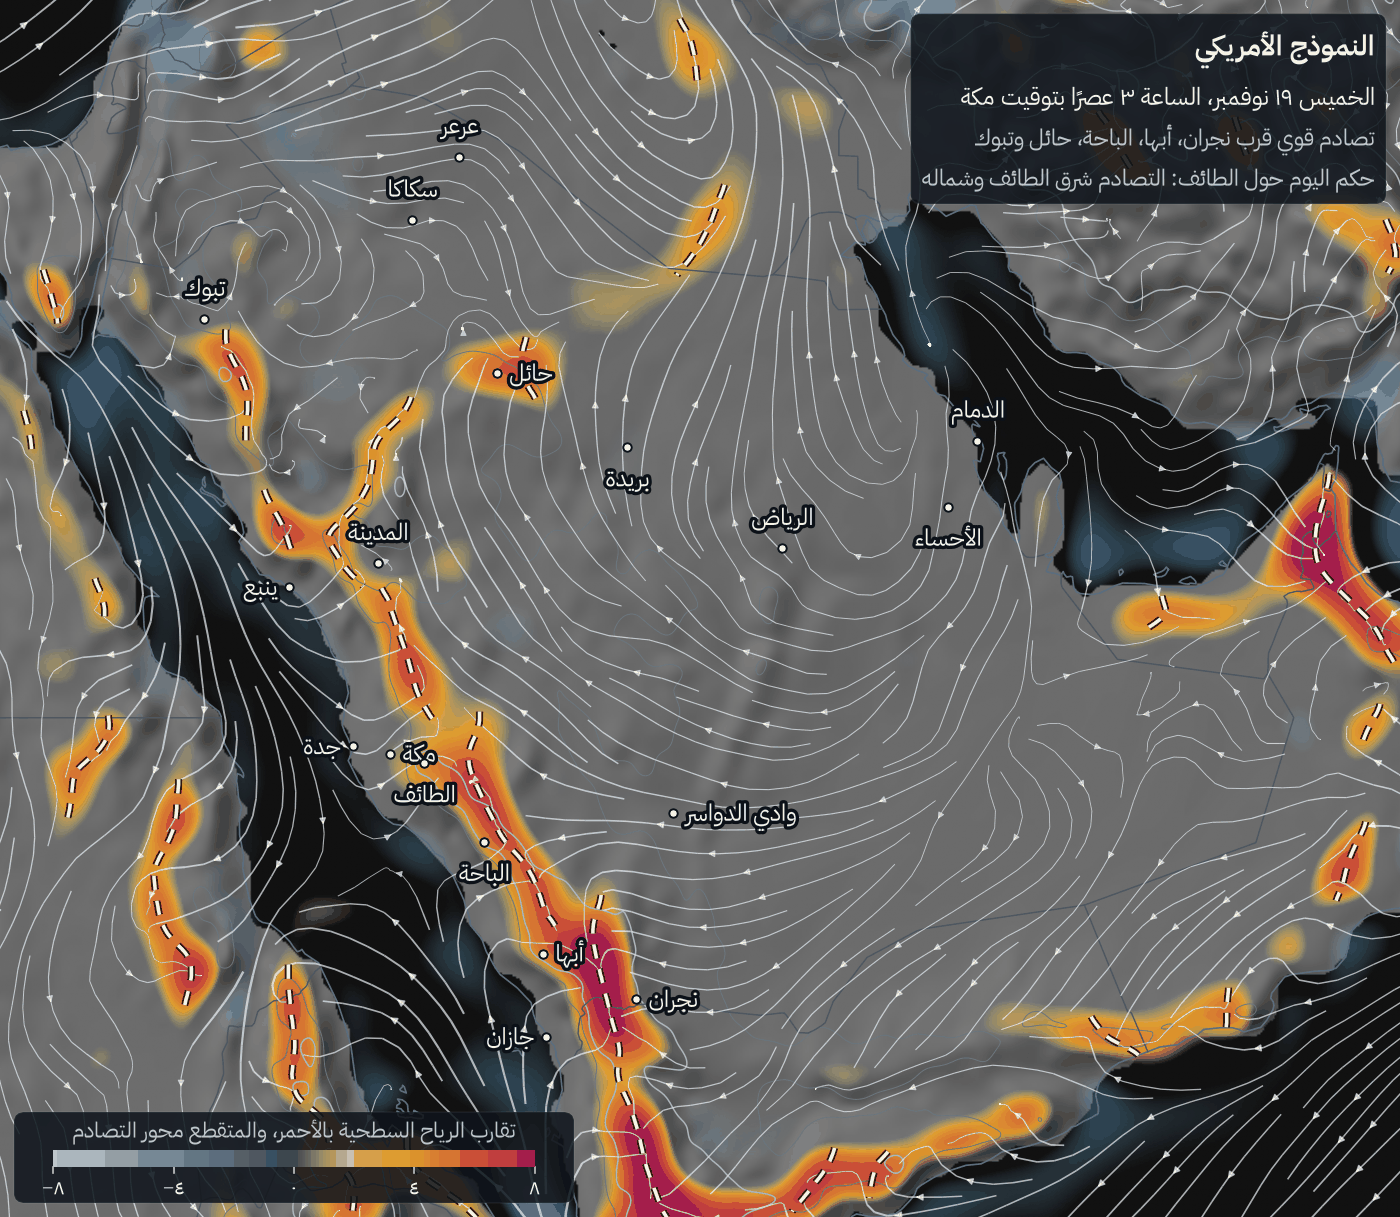 النموذج الأمريكي
الخميس ١٩ نوفمبر، الساعة ٣ عصرًا بتوقيت مكة
تصادم قوي قرب نجران، أبها، الباحة، حائل وتبوك
حكم اليوم حول الطائف: التصادم شرق الطائف وشماله
عرعر
سكاكا
تبوك
حائل
الدمام
بريدة
الرياض
المدينة
الأحساء
ينبع
جدة
مكة
الطائف
وادي الدواسر
الباحة
أبها
نجران
جازان
تقارب الرياح السطحية بالأحمر، والمتقطع محور التصادم
−٨ −٤ ٠ ٤ ٨